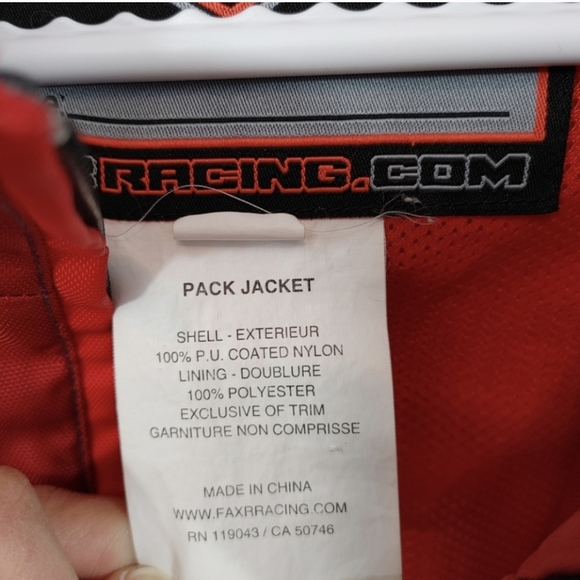 RACING.COM
PACK JACKET
SHELL - EXTERIEUR
100% P.U. COATED NYLON
LINING - DOUBLURE
100% POLYESTER
EXCLUSIVE OF TRIM
GARNITURE NON COMPRISSE
MADE IN CHINA
WWW.FAXRRACING.COM
RN 119043 / CA 50746